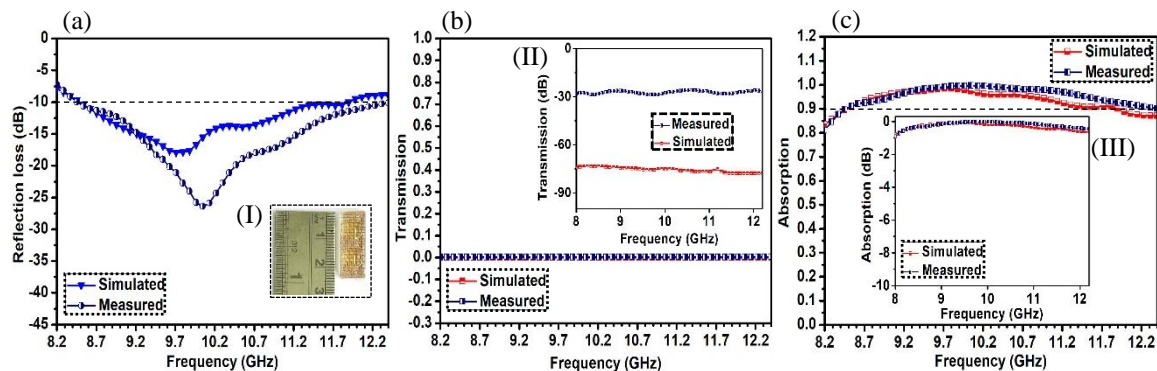 (a)
0
-5
-10
-15
-20
-25
-30
-35
-40
-45
Reflection loss (dB)
8.2 8.7 9.2 9.7 10.2 10.7 11.2 11.7 12.2
Frequency (GHz)
Simulated
Measured
(I)
(b)
1.0
0.9
0.8
0.7
0.6
0.5
0.4
0.3
0.2
0.1
0.0
-0.1
-0.2
-0.3
Transmission
8.2 8.7 9.2 9.7 10.2 10.7 11.2 11.7 12.2
Frequency (GHz)
Simulated
Measured
(II)
0
-30
-60
-90
Transmission (dB)
8 9 10 11 12
Frequency (GHz)
Measured
Simulated
(c)
1.2
1.1
1.0
0.9
0.8
0.7
0.6
0.5
0.4
0.3
0.2
0.1
0.0
Absorption
8.2 8.7 9.2 9.7 10.2 10.7 11.2 11.7 12.2
Frequency (GHz)
Simulated
Measured
(III)
0
-2
-4
-6
-8
-10
Absorption (dB)
8 9 10 11 12
Frequency (GHz)
Simulated
Measured